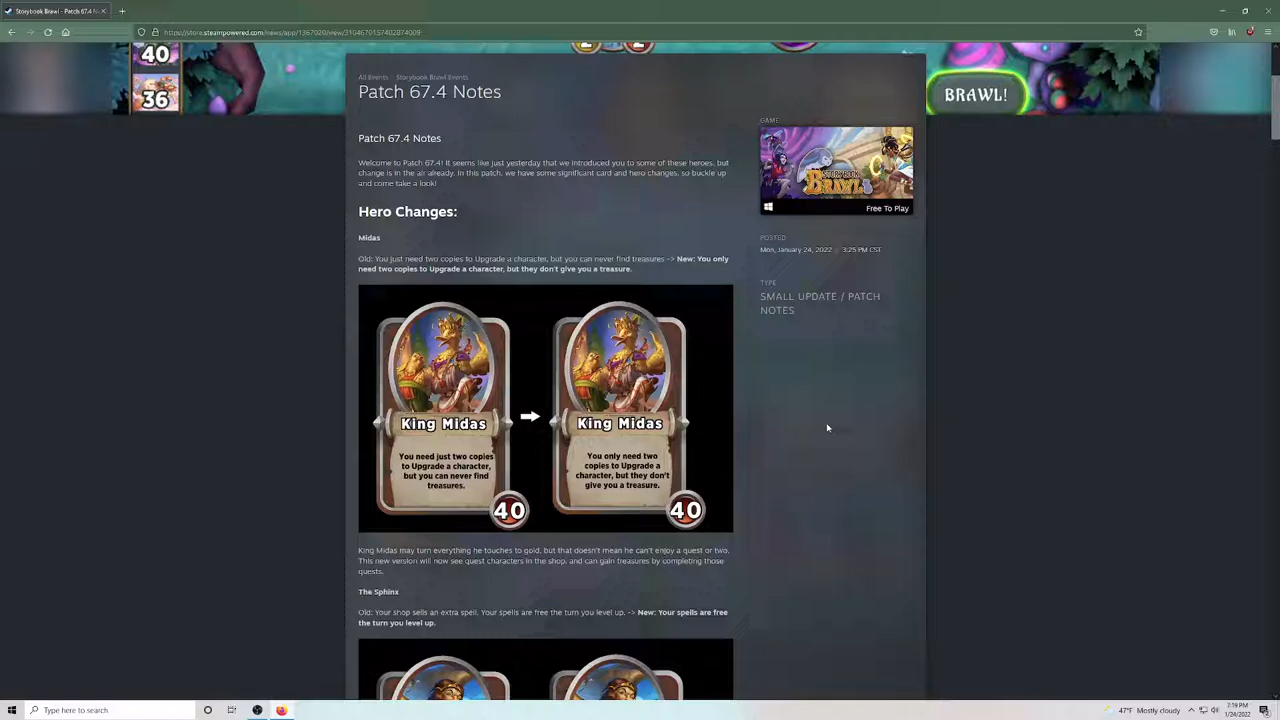 Storybook Brawl - Patch 67.4 N
https://store.steampowered.com/news/app/1367020/view/3104670157402874009
40
36
BRAWL!
All Events
Storybook Brawl Events
Patch 67.4 Notes
Patch 67.4 Notes
Welcome to Patch 67.4! It seems like just yesterday that we introduced you to some of these heroes, but
change is in the air already. In this patch, we have some significant card and hero changes, so buckle up
and come take a look!
Hero Changes:
Midas
Old: You just need two copies to Upgrade a character, but you can never find treasures -> New: You only
need two copies to Upgrade a character, but they don't give you a treasure.
King Midas
You need just two copies
to Upgrade a character,
but you can never find
treasures.
40
King Midas
You only need two
copies to Upgrade a
character, but they don't
give you a treasure.
40
King Midas may turn everything he touches to gold, but that doesn't mean he can't enjoy a quest or two.
This new version will now see quest characters in the shop, and can gain treasures by completing those
quests.
The Sphinx
Old: Your shop sells an extra spell. Your spells are free the turn you level up. -> New: Your spells are free
the turn you level up.
GAME
STORYBOOK
BRAWL
Free To Play
POSTED
Mon, January 24, 2022
3:25 PM CST
TYPE
SMALL UPDATE / PATCH
NOTES
Type here to search
47°F Mostly cloudy
7:19 PM
1/24/2022